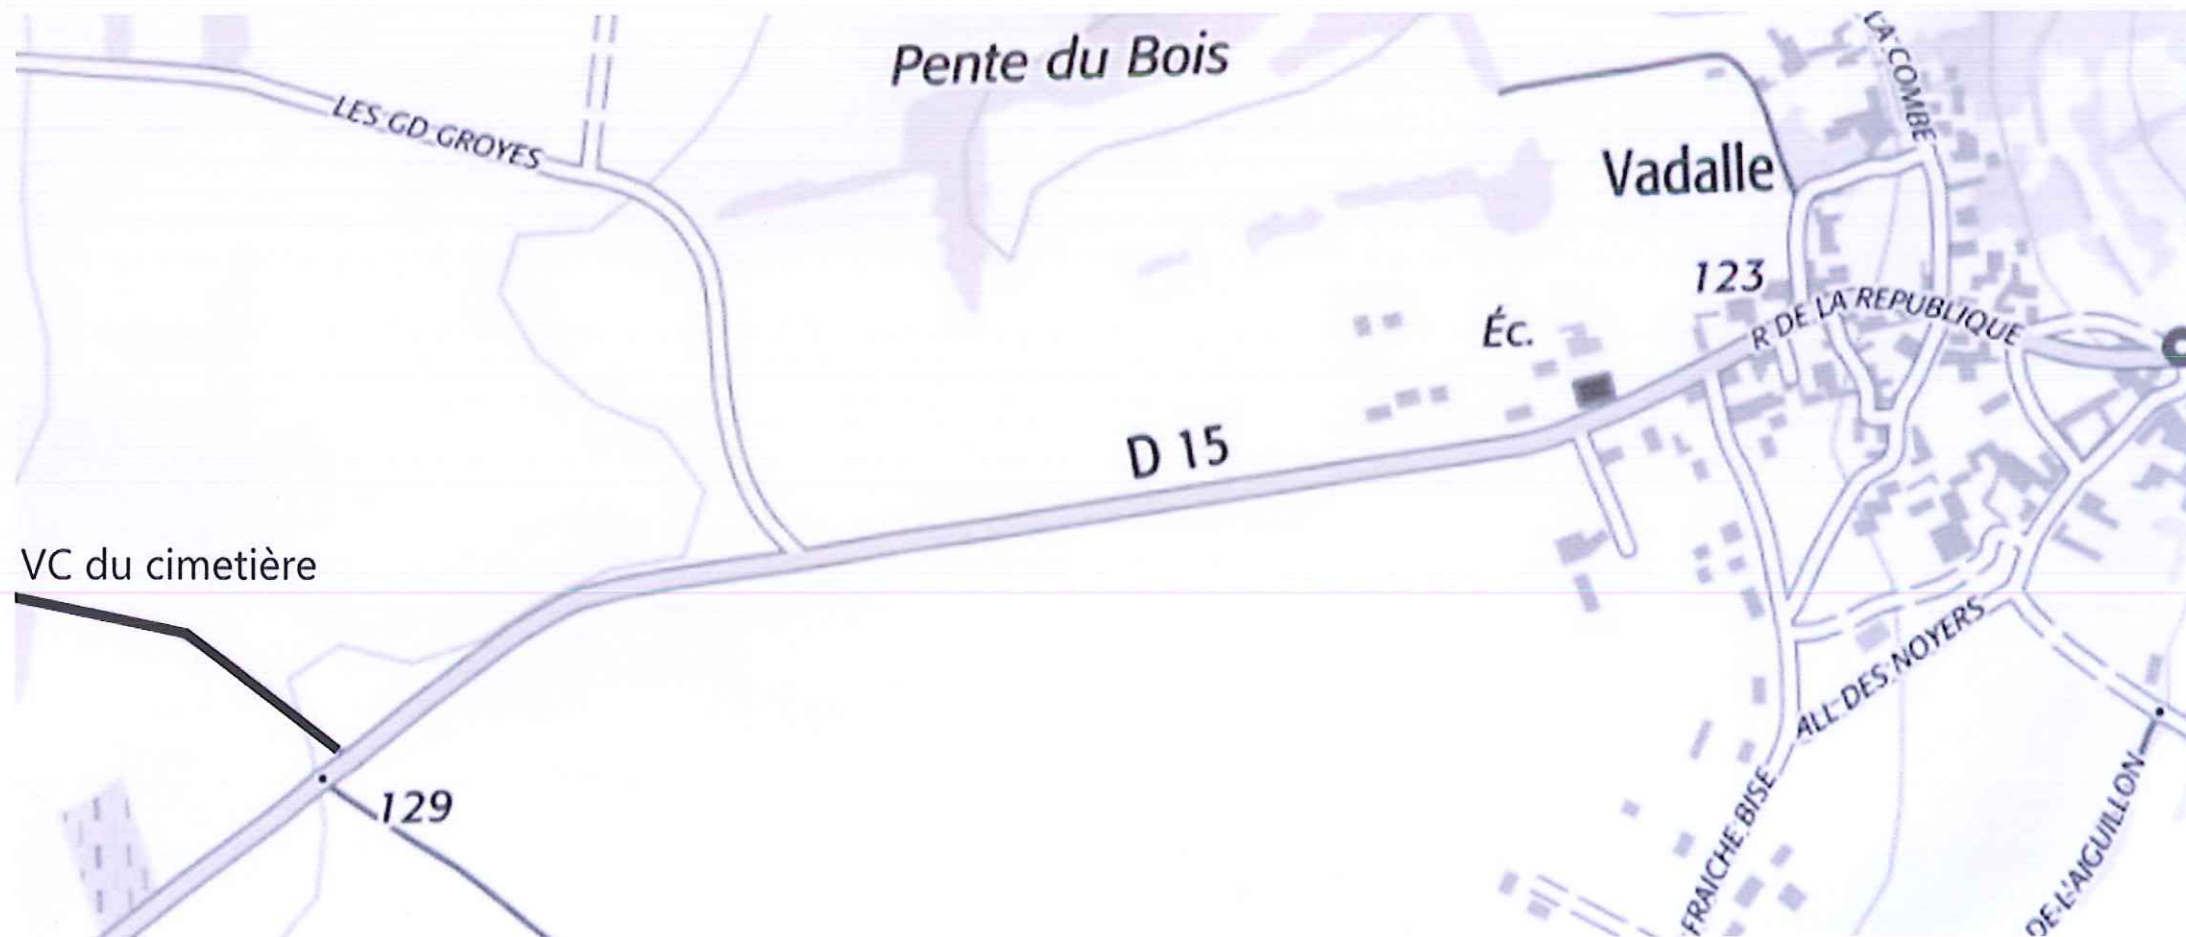 Pente du Bois
LA COMBE
LES GD GROYES
Vadalle
123
R DE LA REPUBLIQUE
Éc.
D 15
VC du cimetière
ALL DES NOYERS
129
FRAICHE BISE
DE L'AIGUILLON